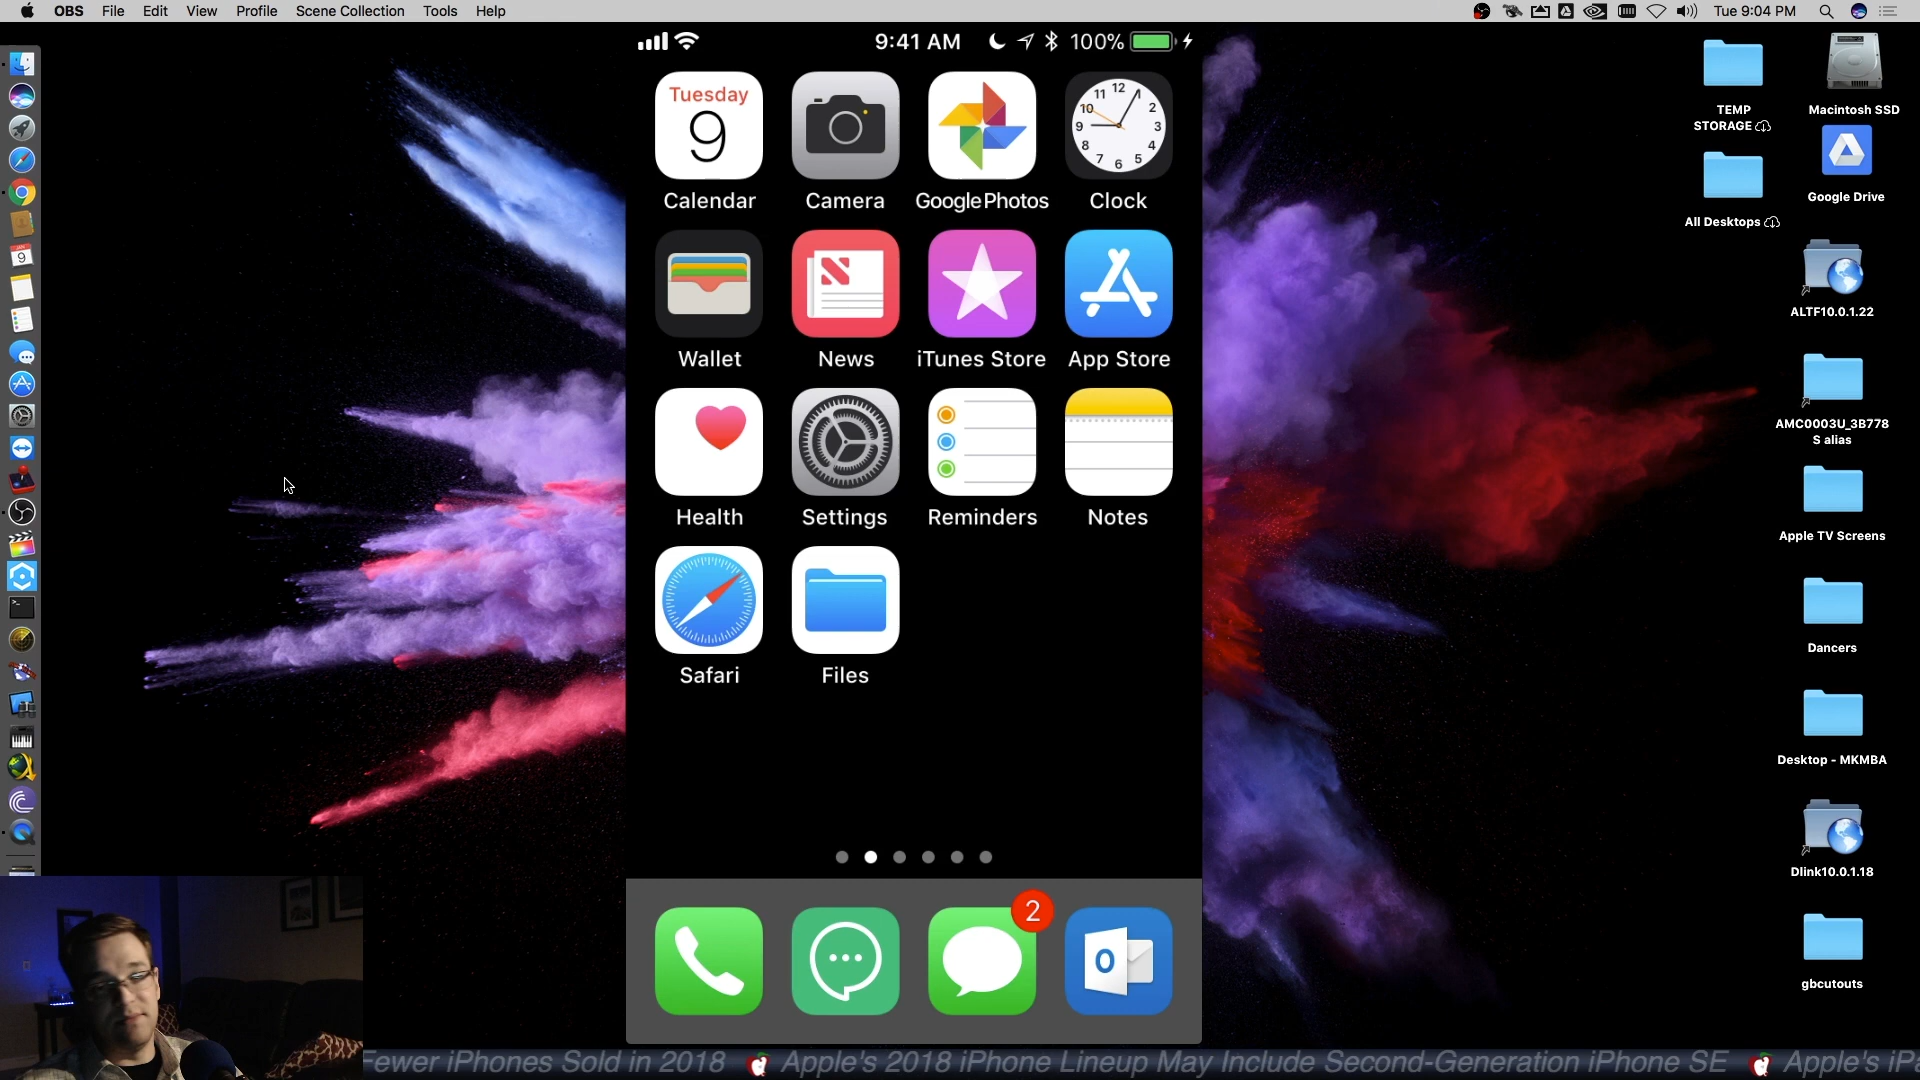 OBS File Edit View Profile Scene Collection Tools Help Tue 9:04 PM
9:41 AM 100%
Tuesday
9
Calendar Camera Google Photos Clock
Wallet News iTunes Store App Store
Health Settings Reminders Notes
Safari Files
2
TEMP
STORAGE
Macintosh SSD
Google Drive
All Desktops
ALTF10.0.1.22
AMC0003U_3B778
S alias
Apple TV Screens
Dancers
Desktop - MKMBA
Dlink10.0.1.18
gbcutouts
Fewer iPhones Sold in 2018 Apple's 2018 iPhone Lineup May Include Second-Generation iPhone SE Apple's iPa